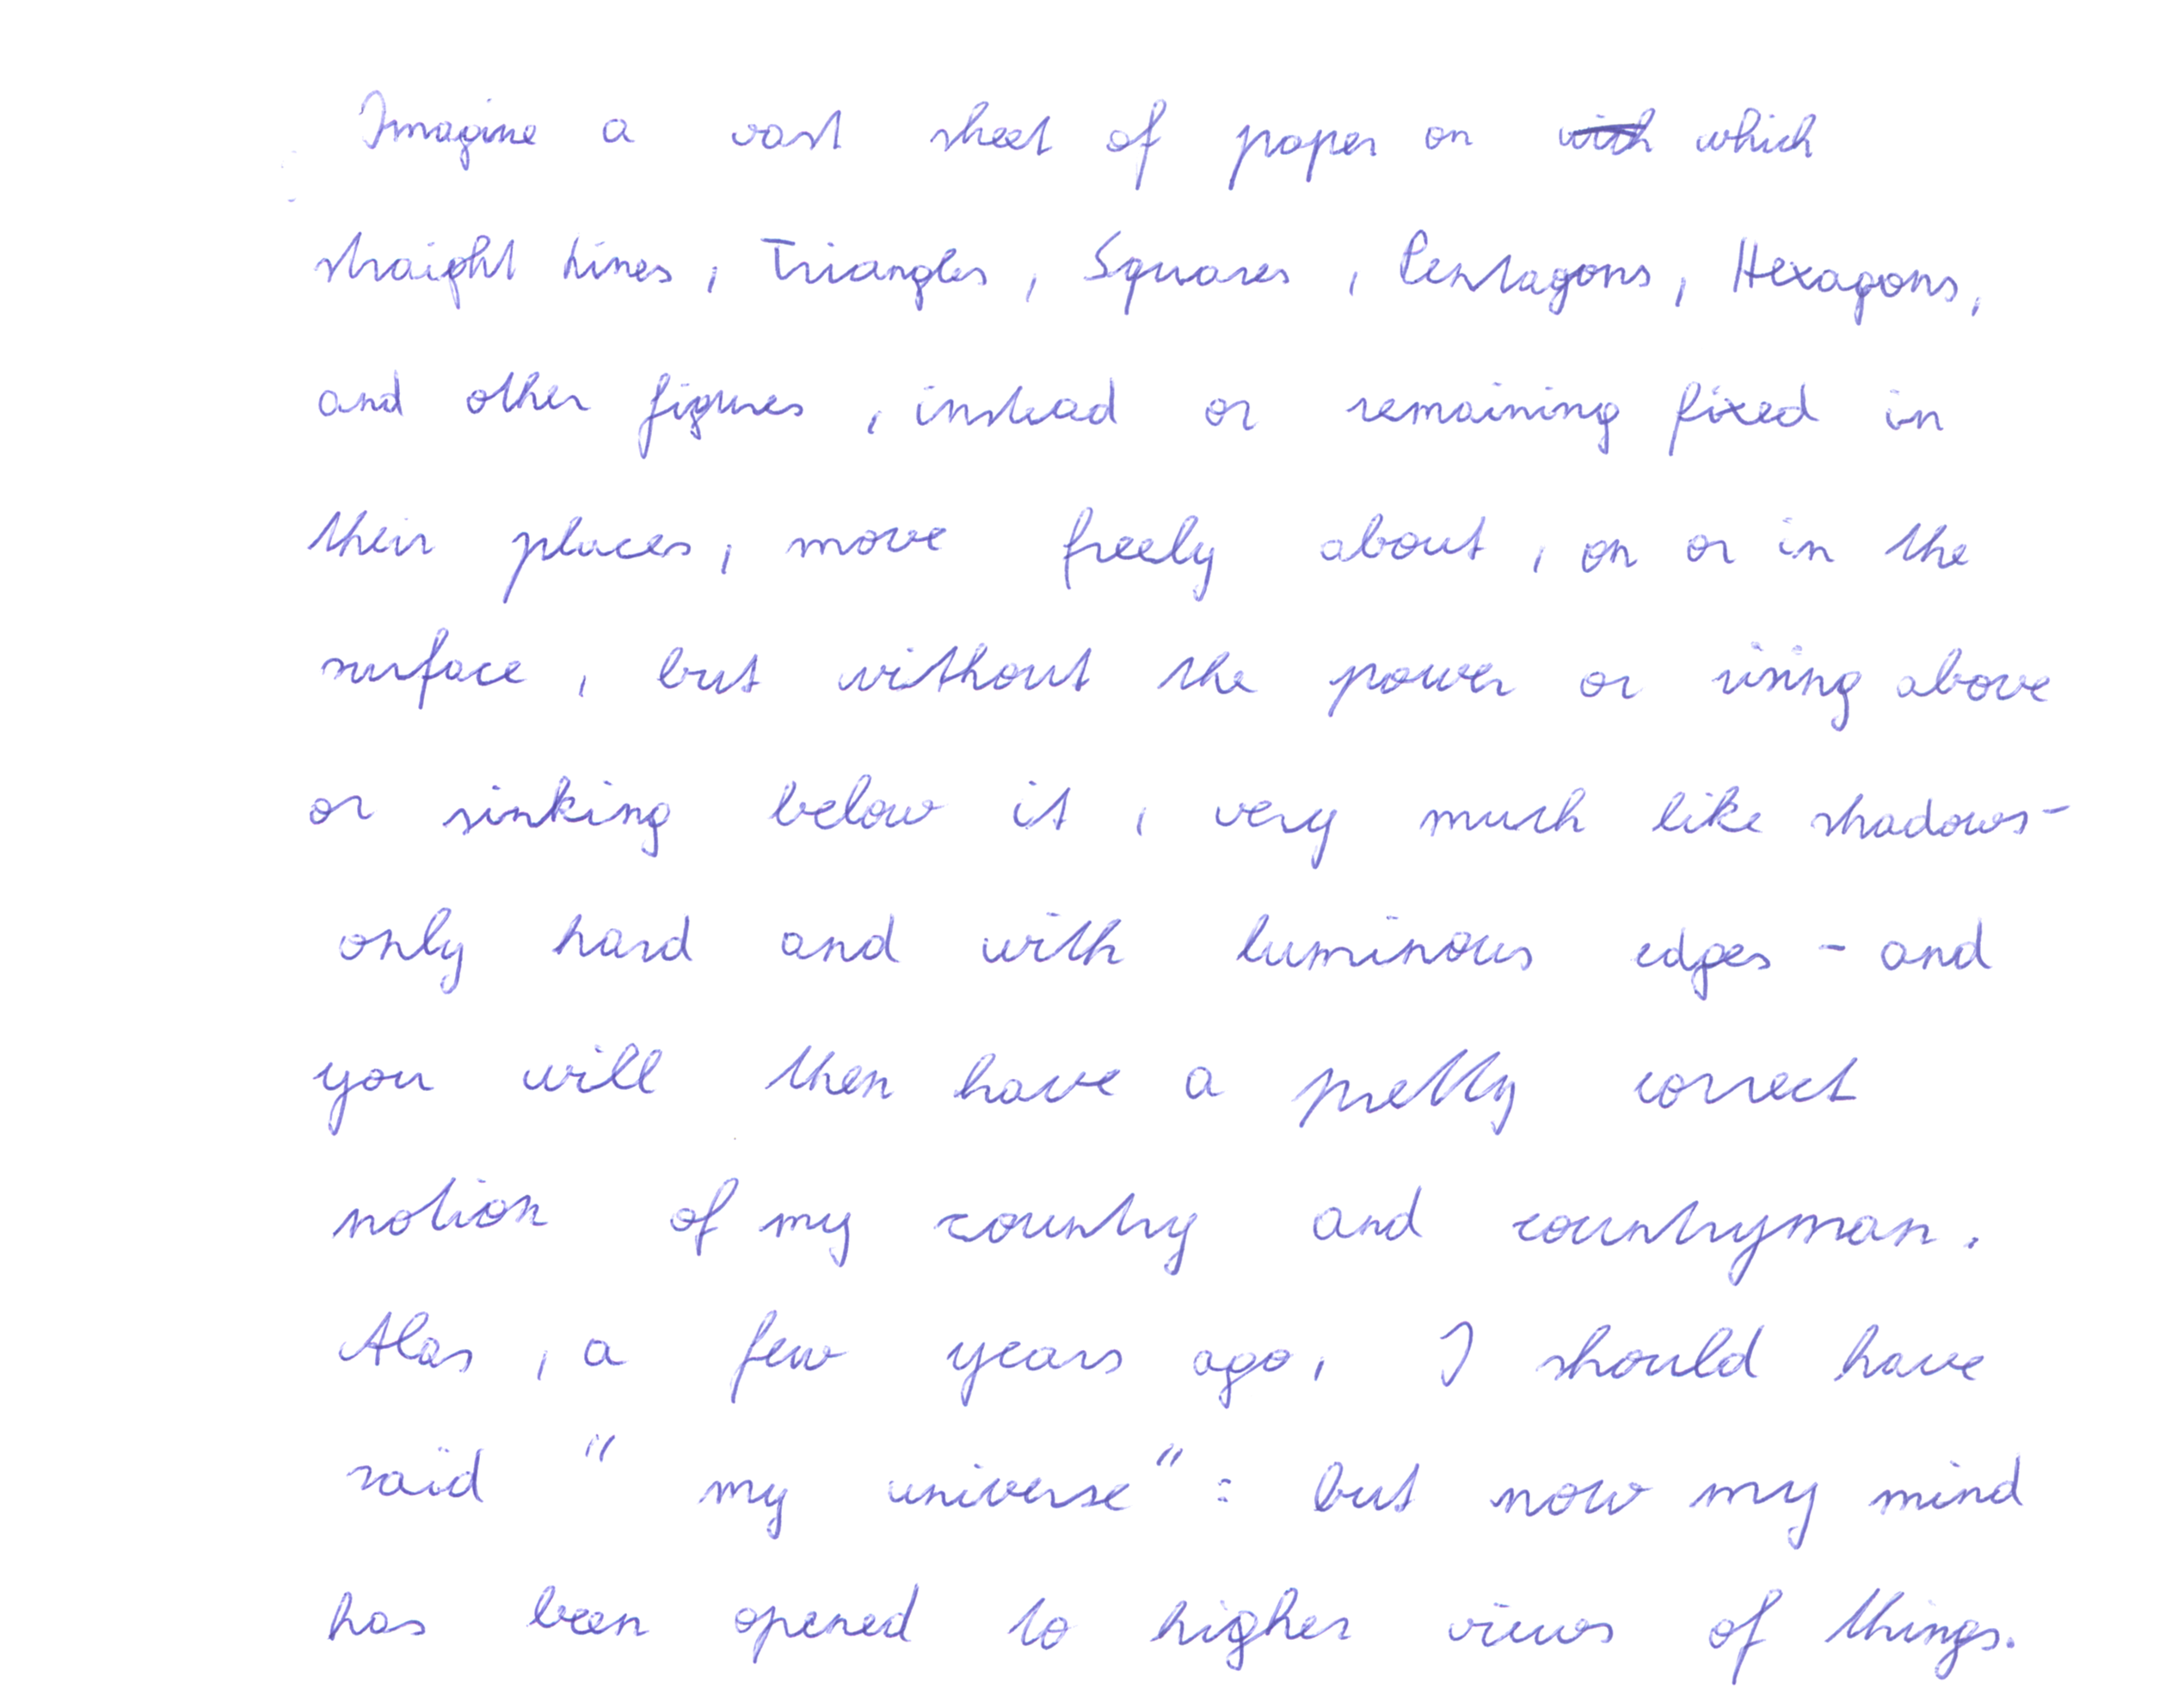 Imagine a vast sheet of paper on with which
straight Lines, Triangles, Squares, Pentagons, Hexagons,
and other figures, instead or remaining fixed in
their places, move freely about, on or in the
surface, but without the power or rising above
or sinking below it, very much like shadows -
only hard and with luminous edges - and
you will then have a pretty correct
notion of my country and countryman.
Alas, a few years ago, I should have
said "my universe": but now my mind
has been opened to higher views of things.